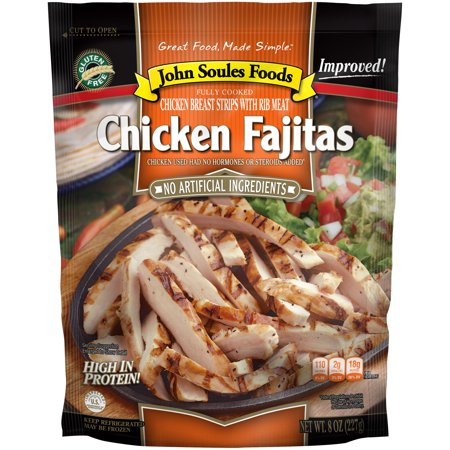 CUT TO OPEN
Great Food, Made Simple.
GLUTEN FREE
John Soules Foods
Improved!
FULLY COOKED
CHICKEN BREAST STRIPS WITH RIB MEAT
Chicken Fajitas
CHICKEN USED HAD NO HORMONES OR STEROIDS ADDED*
NO ARTIFICIAL INGREDIENTS
110 2g 18g
HIGH IN
PROTEIN!
U.S.
KEEP REFRIGERATED
MAY BE FROZEN
NET WT. 8 OZ (227g)